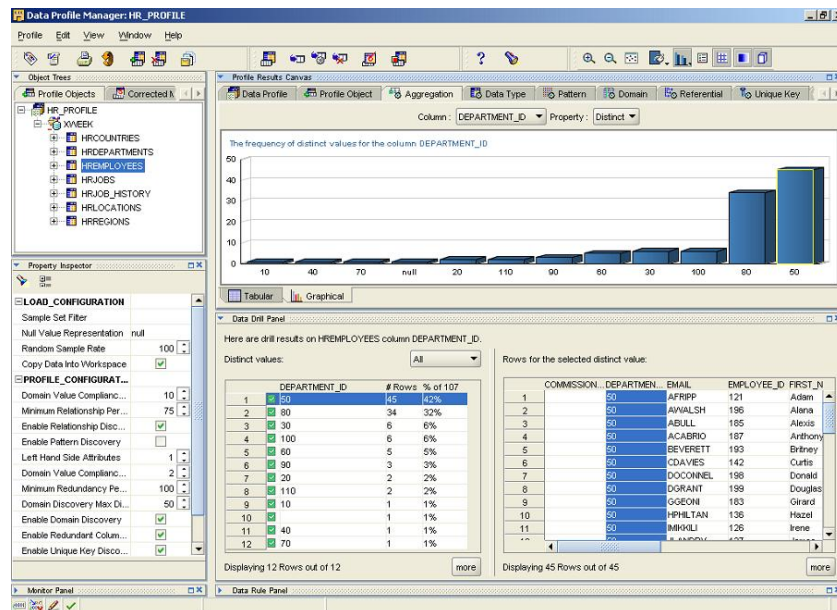 Data Profile Manager: HR_PROFILE
Profile Edit View Window Help
Object Trees
Profile Objects Corrected M
HR_PROFILE
XWEEK
HRCOUNTRIES
HRDEPARTMENTS
HREMPLOYEES
HRJOBS
HRJOB_HISTORY
HRLOCATIONS
HRREGIONS
Property Inspector
LOAD_CONFIGURATION
Sample Set Filter
Null Value Representation null
Random Sample Rate 100
Copy Data Into Workspace
PROFILE_CONFIGURAT...
Domain Value Complianc... 10
Minimum Relationship Per... 75
Enable Relationship Disc...
Enable Pattern Discovery
Left Hand Side Attributes 1
Domain Value Complianc... 2
Minimum Redundancy Pe... 100
Domain Discovery Max Di... 50
Enable Domain Discovery
Enable Redundant Colum...
Enable Unique Key Disco...
Monitor Panel
Profile Results Canvas
Data Profile Profile Object Aggregation Data Type Pattern Domain Referential Unique Key
Column : DEPARTMENT_ID Property : Distinct
The frequency of distinct values for the column DEPARTMENT_ID
50
40
30
20
10
0
10 40 70 null 20 110 90 60 30 100 80 50
Tabular Graphical
Data Drill Panel
Here are drill results on HREMPLOYEES column DEPARTMENT_ID.
Distinct values: All
DEPARTMENT_ID # Rows % of 107
1 50 45 42%
2 80 34 32%
3 30 6 6%
4 100 6 6%
5 60 5 5%
6 90 3 3%
7 20 2 2%
8 110 2 2%
9 10 1 1%
10 1 1%
11 40 1 1%
12 70 1 1%
Displaying 12 Rows out of 12 more
Rows for the selected distinct value:
COMMISSION... DEPARTMEN... EMAIL EMPLOYEE_ID FIRST_N
1 50 AFRIPP 121 Adam
2 50 AWALSH 196 Alana
3 50 ABULL 185 Alexis
4 50 ACABRIO 187 Anthony
5 50 BEVERETT 193 Britney
6 50 CDAVIES 142 Curtis
7 50 DOCONNEL 198 Donald
8 50 DGRANT 199 Douglas
9 50 GGEONI 183 Girard
10 50 HPHILTAN 136 Hazel
11 50 IMIKKILI 126 Irene
Displaying 45 Rows out of 45 more
Data Rule Panel